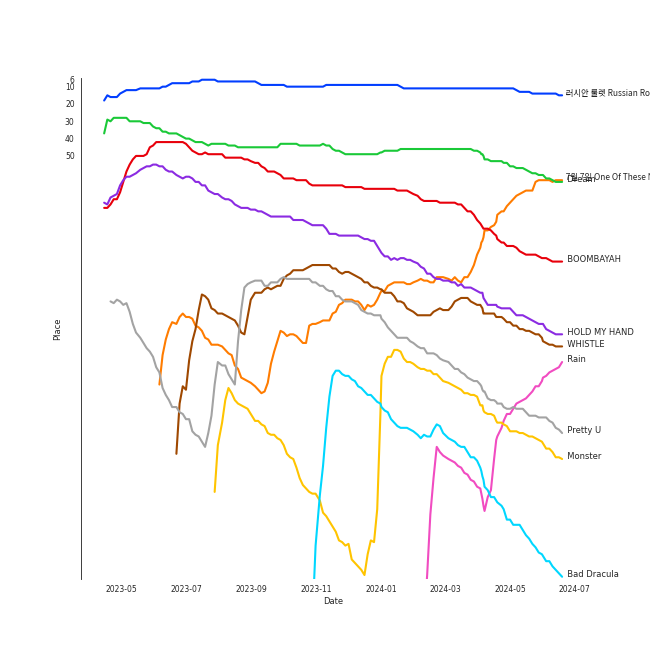 6
10
20
30
40
50
Place
러시안 룰렛 Russian Ro
BOOMBAYAH
HOLD MY HAND
WHISTLE
Rain
Pretty U
Monster
Bad Dracula
2023-05 2023-07 2023-09 2023-11 2024-01 2024-03 2024-05 2024-07
Date